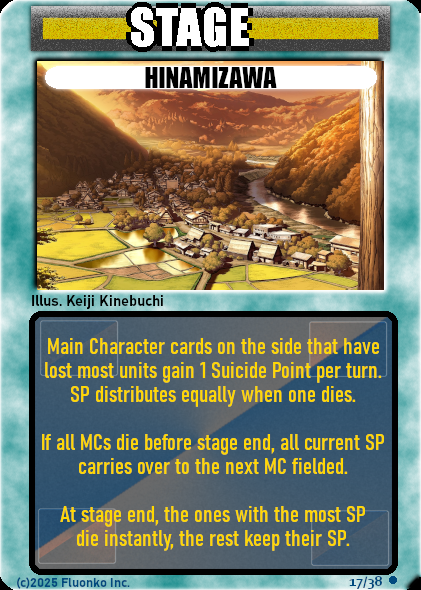 STAGE
HINAMIZAWA
Illus. Keiji Kinebuchi
Main Character cards on the side that have
lost most units gain 1 Suicide Point per turn.
SP distributes equally when one dies.
If all MCs die before stage end, all current SP
carries over to the next MC fielded.
At stage end, the ones with the most SP
die instantly, the rest keep their SP.
(c)2025 Fluonko Inc.
17/38